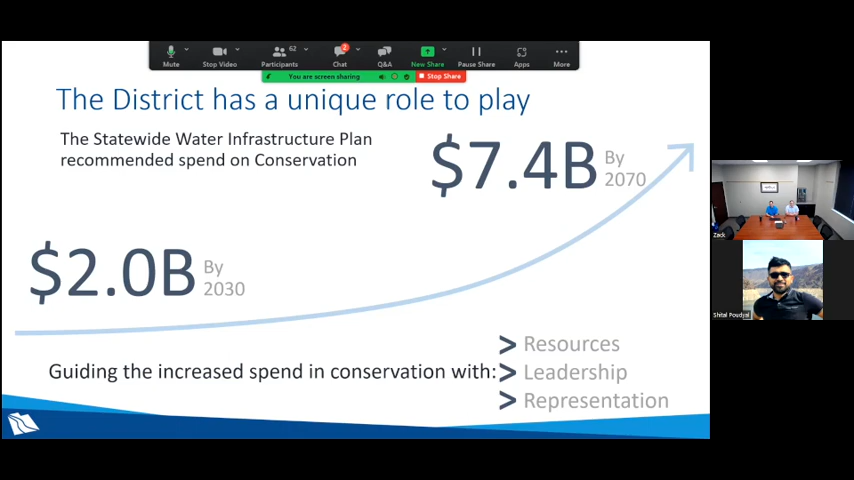 62
2
Mute
Stop Video
Participants
Chat
Q&A
New Share
Pause Share
Apps
More
You are screen sharing
Stop Share
The District has a unique role to play
The Statewide Water Infrastructure Plan
recommended spend on Conservation
$7.4B By
2070
$2.0B By
2030
Guiding the increased spend in conservation with:
> Resources
> Leadership
> Representation
Zack
Shital Poudyal